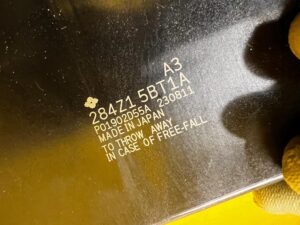 A3
284Z1 5BT1A
P01902D55A 230811
MADE IN JAPAN
TO THROW AWAY
IN CASE OF FREE-FALL